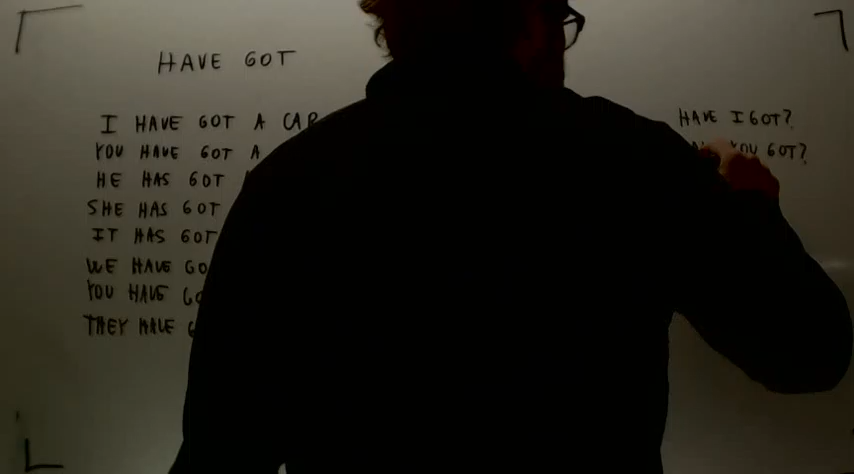 HAVE GOT
I HAVE GOT A CAR
YOU HAVE GOT A
HE HAS GOT
SHE HAS GOT
IT HAS GOT
WE HAVE GO
YOU HAVE GO
THEY HAVE
HAVE I GOT?
YOU GOT?